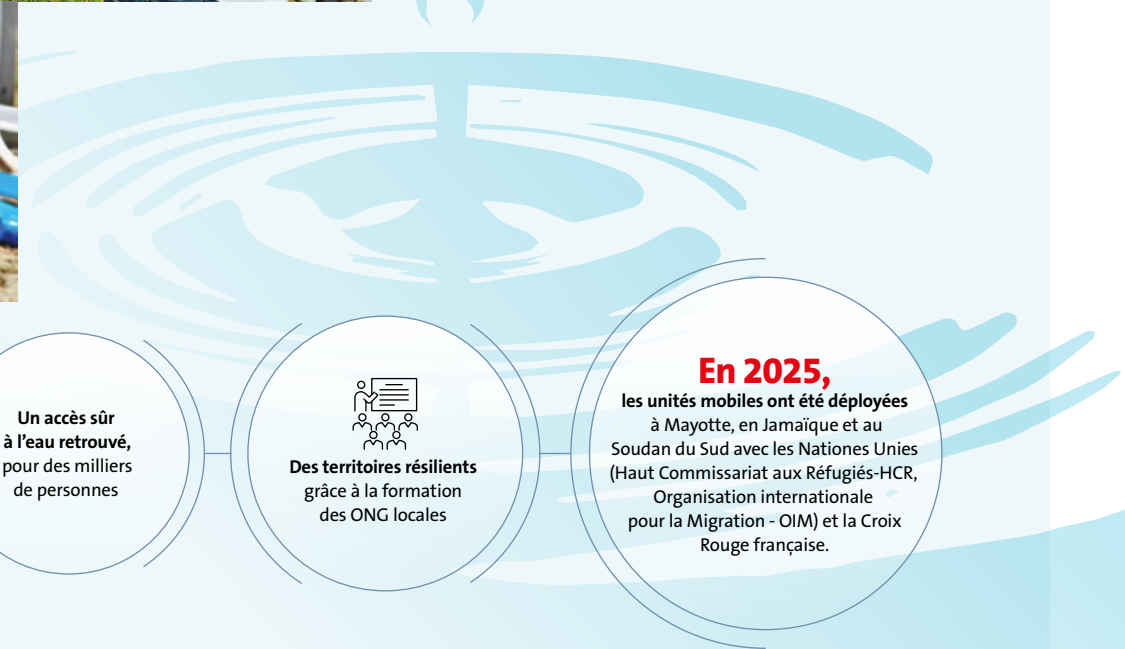 Un accès sûr
à l'eau retrouvé,
pour des milliers
de personnes
Des territoires résilients
grâce à la formation
des ONG locales
En 2025,
les unités mobiles ont été déployées
à Mayotte, en Jamaïque et au
Soudan du Sud avec les Nationes Unies
(Haut Commissariat aux Réfugiés-HCR,
Organisation internationale
pour la Migration - OIM) et la Croix
Rouge française.